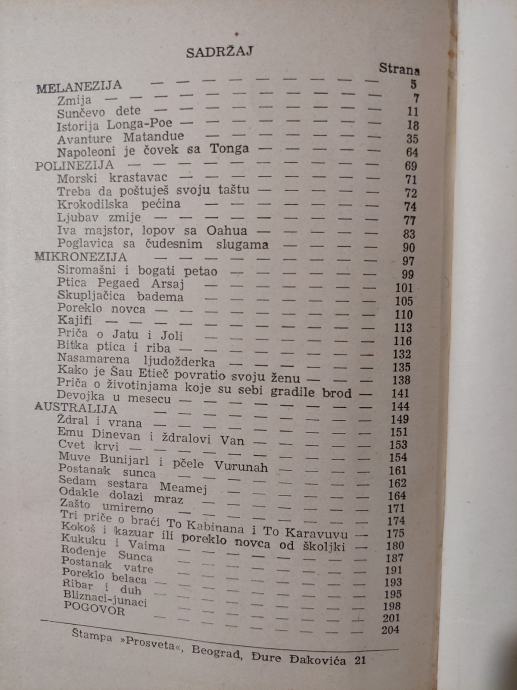 SADRŽAJ
Strana
MELANEZIJA — — — — — — — — 5
Zmija — — — — — — — — — 7
Sunčevo dete — — — — — — — 11
Istorija Longa-Poe — — — — — — 18
Avanture Matandue — — — — — — 35
Napoleoni je čovek sa Tonga — — — — 64
POLINEZIJA — — — — — — — — 69
Morski krastavac — — — — — — 71
Treba da poštuješ svoju taštu — — — — 72
Krokodilska pećina — — — — — — 74
Ljubav zmije — — — — — — — 77
Iva majstor, lopov sa Oahua — — — — 83
Poglavica sa čudesnim slugama — — — — 90
MIKRONEZIJA — — — — — — — — 97
Siromašni i bogati petao — — — — — 99
Ptica Pegaed Arsaj — — — — — — 101
Skupljačica badema — — — — — — 105
Poreklo novca — — — — — — — 110
Kajifi — — — — — — — — — 113
Priča o Jatu i Joli — — — — — — 116
Bitka ptica i riba — — — — — — 132
Nasamarena ljudožderka — — — — — 135
Kako je Šau Etieč povratio svoju ženu — — — 138
Priča o životinjama koje su sebi gradile brod — 141
Devojka u mesecu — — — — — — 144
AUSTRALIJA — — — — — — — — 149
Ždral i vrana — — — — — — — 151
Emu Dinevan i ždralovi Van — — — — 153
Cvet krvi — — — — — — — — 154
Muve Bunijarl i pčele Vurunah — — — — 161
Postanak sunca — — — — — — — 162
Sedam sestara Meamej — — — — — 164
Odakle dolazi mraz — — — — — — 171
Zašto umiremo — — — — — — — 174
Tri priče o braći To Kabinana i To Karavuvu — 175
Kokoš i kazuar ili poreklo novca od školjki — 180
Kukuku i Vaima — — — — — — — 187
Rođenje Sunca — — — — — — — 191
Postanak vatre — — — — — — — 193
Poreklo belaca — — — — — — — 195
Ribar i duh — — — — — — — — 198
Bliznaci-junaci — — — — — — — 201
POGOVOR — — — — — — — — 204
Štampa »Prosveta«, Beograd, Đure Đakovića 21